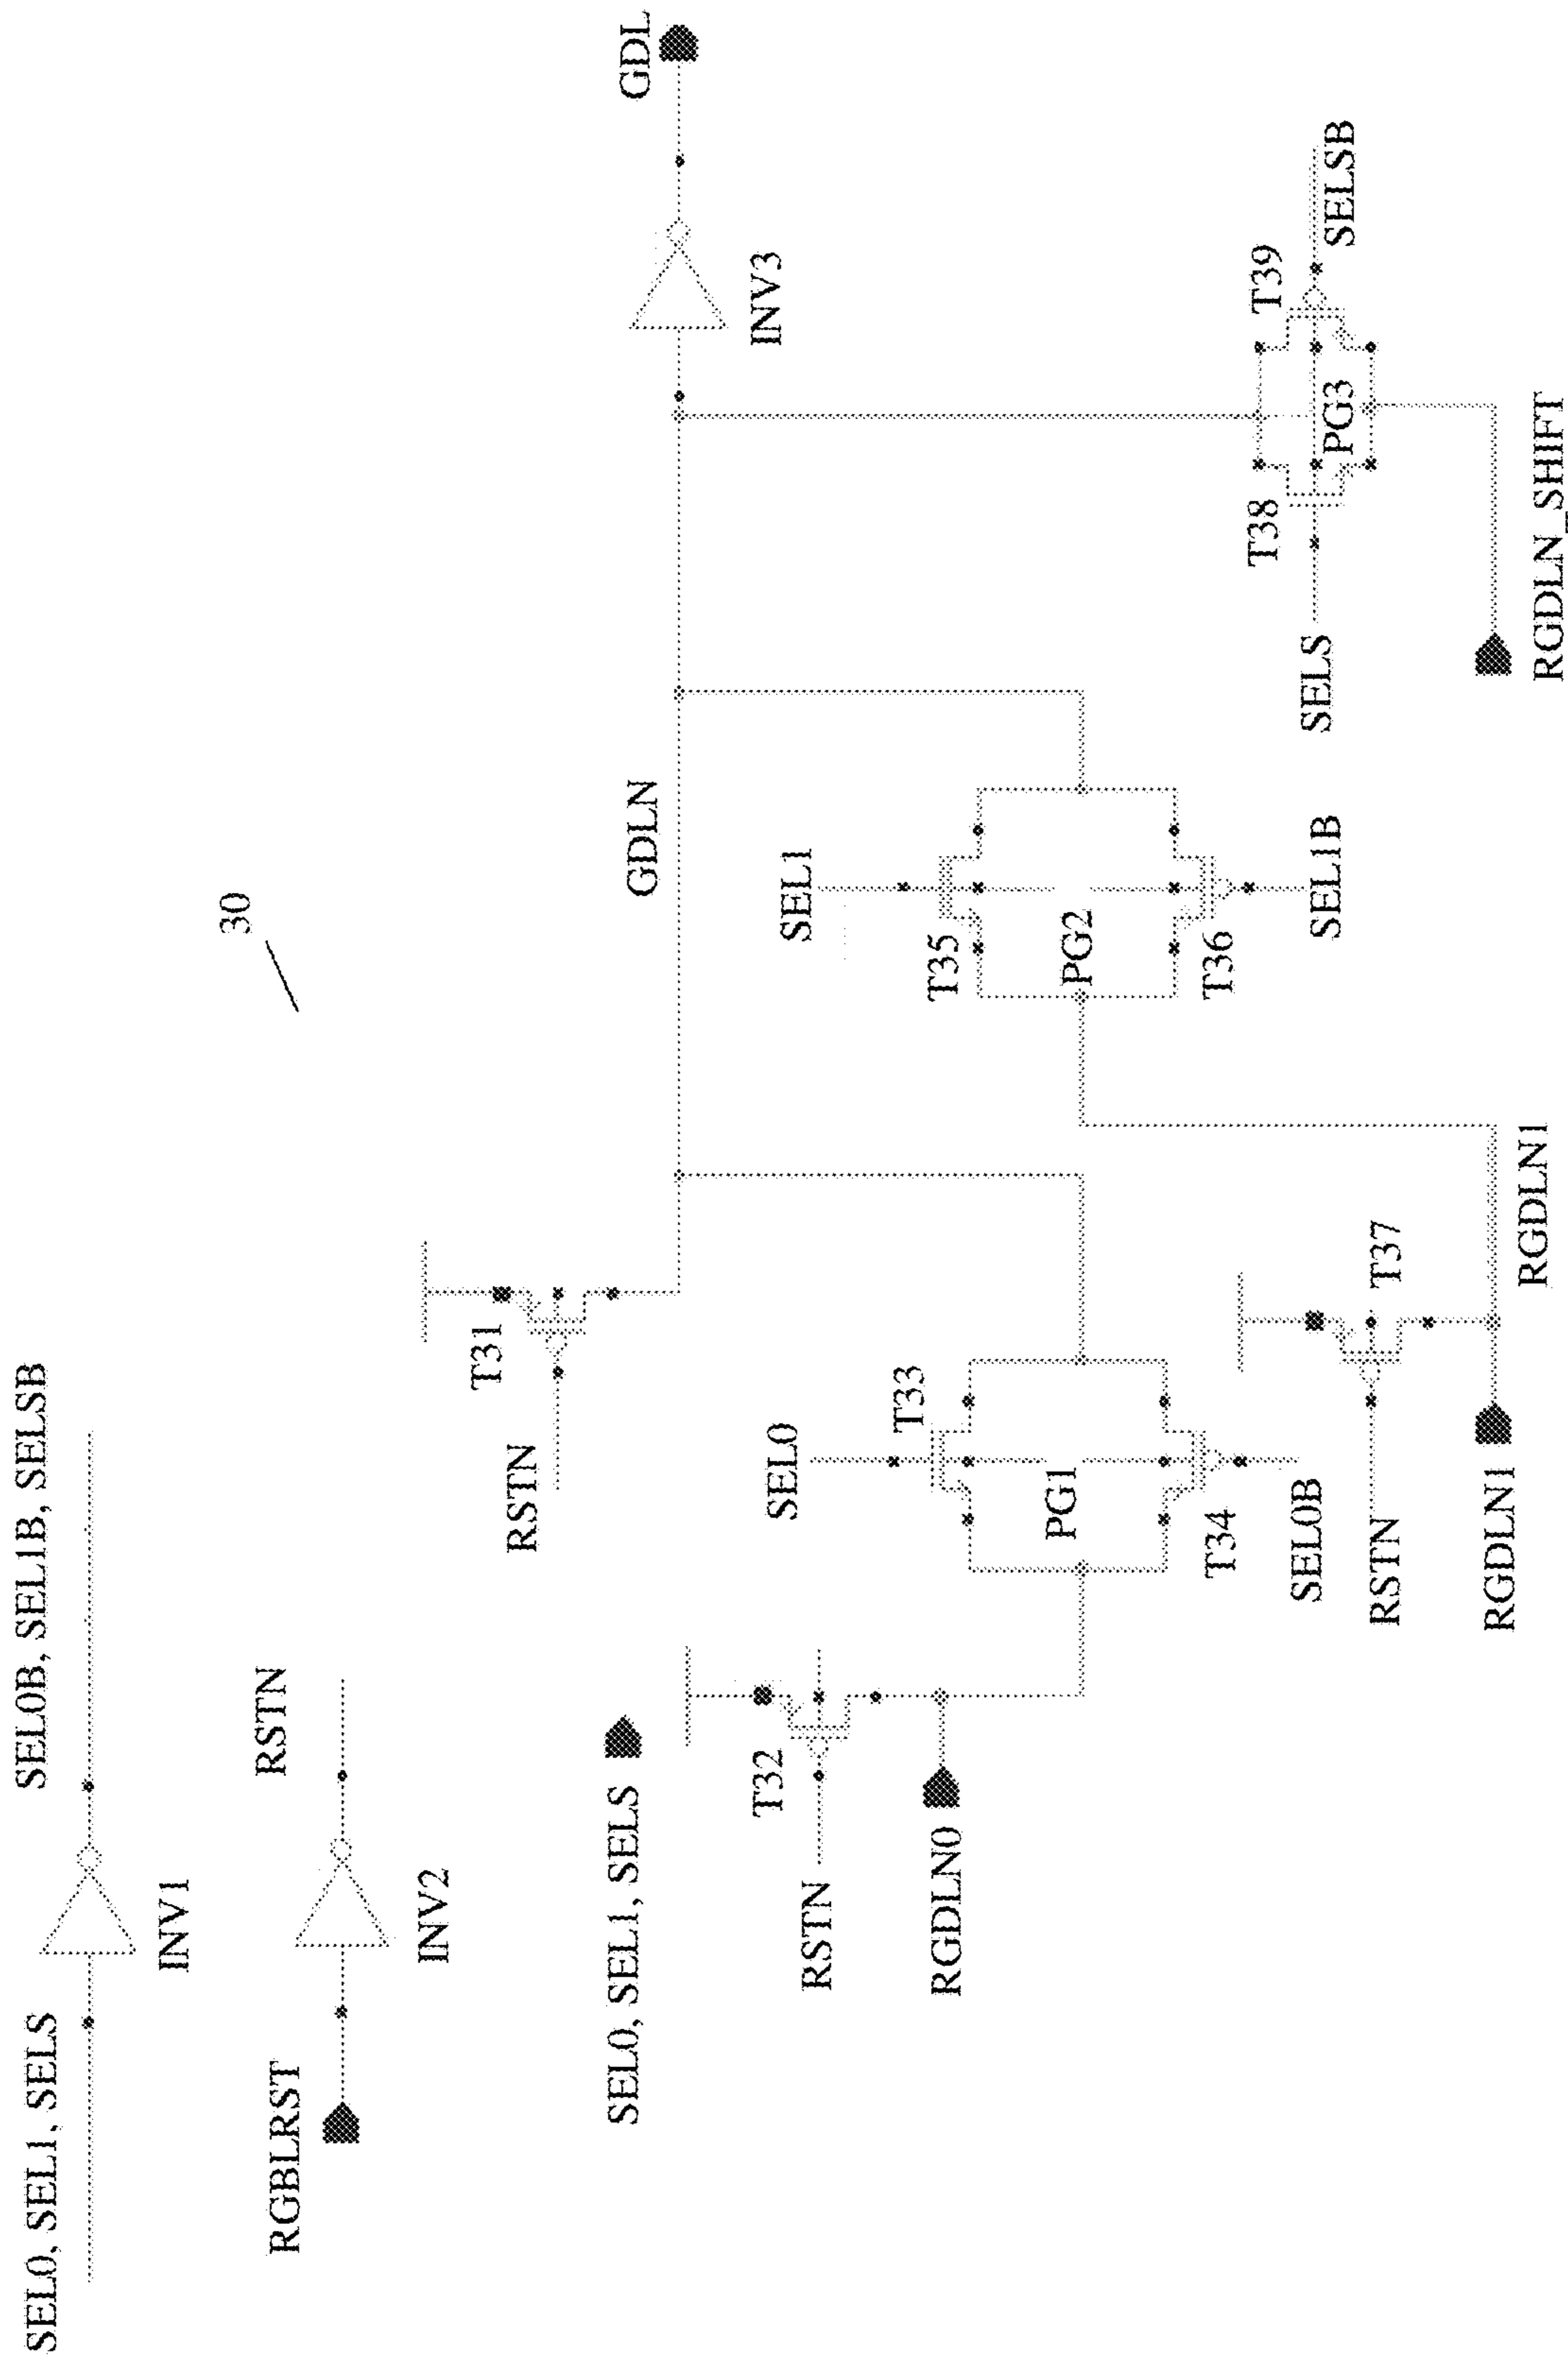 SEL0, SEL1, SELS
SEL0B, SEL1B, SELSB
INV1
RGBLRST
RSTN
INV2
30
SEL0, SEL1, SELS
T31
RSTN
GDLN
GDL
INV3
T32
RSTN
RGDLN0
SEL0
T33
PG1
T34
SEL0B
SEL1
T35
PG2
T36
SEL1B
T37
RSTN
RGDLN1
RGDLN1
T38
T39
SELS
PG3
SELSB
RGDLN_SHIFT